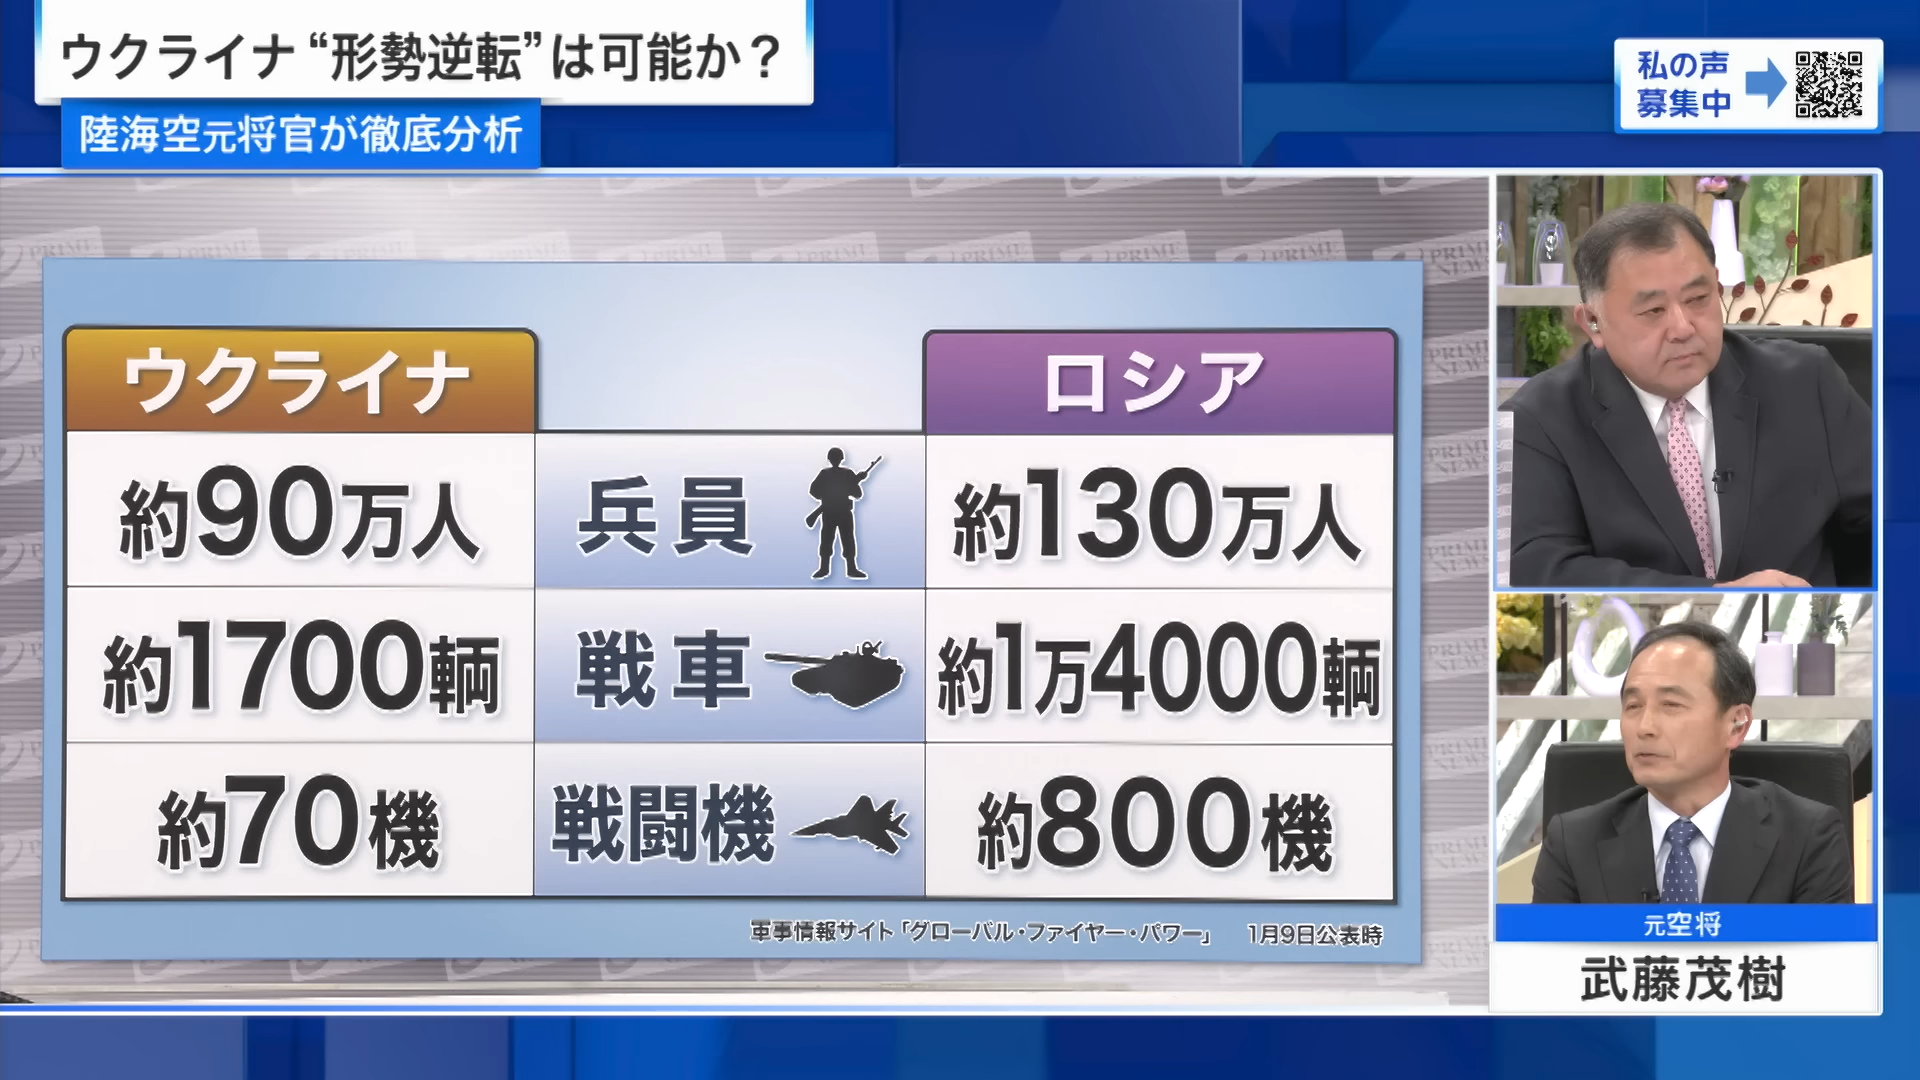 ウクライナ“形勢逆転”は可能か？
陸海空元将官が徹底分析
私の声
募集中
ウクライナ
ロシア
約90万人 兵員 約130万人
約1700輌 戦車 約1万4000輌
約70機 戦闘機 約800機
軍事情報サイト「グローバル・ファイヤー・パワー」 1月9日公表時
元空将
武藤茂樹